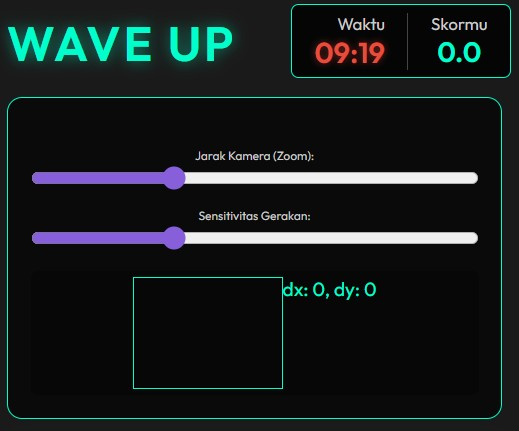 WAVE UP
Waktu
09:19
Skormu
0.0
Jarak Kamera (Zoom):
Sensitivitas Gerakan:
dx: 0, dy: 0